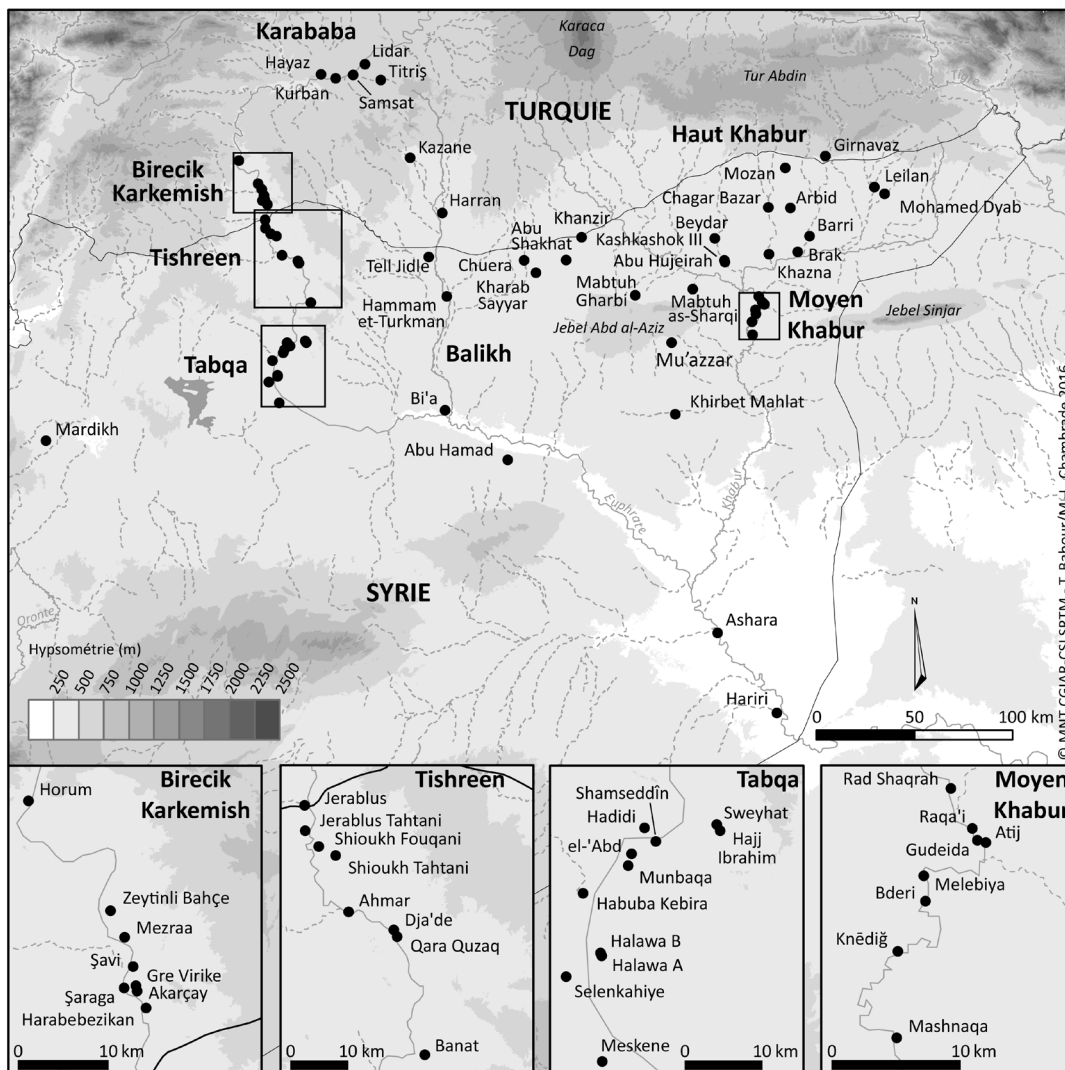 Karaca
Dag
Karababa
Lidar
Hayaz
Titriş
Kurban
Samsat
Tur Abdin
TURQUIE
Haut Khabur
Girnavaz
Birecik
Karkemish
Kazane
Mozan
Leilan
Chagar Bazar
Arbid
Mohamed Dyab
Harran
Khanzir
Beydar
Barri
Abu
Shakhat
Kashkashok III
Tishreen
Tell Jidle
Chuera
Abu Hujeirah
Brak
Khazna
Kharab
Sayyar
Mabtuh
Gharbi
Mabtuh
as-Sharqi
Moyen
Khabur
Hammam
et-Turkman
Jebel Abd al-Aziz
Jebel Sinjar
Tabqa
Balikh
Mu'azzar
Bi'a
Khirbet Mahlat
Mardikh
Abu Hamad
Euphrate
Khabur
SYRIE
Oronte
Ashara
N
Hypsométrie (m)
250
500
750
1000
1250
1500
1750
2000
2250
2500
Hariri
0 50 100 km
© MNT CGIAR-CSI SRTM - T. Rahour/M-L. Chambrade 2016
Birecik
Karkemish
Horum
Zeytinli Bahçe
Mezraa
Şavi
Gre Virike
Şaraga
Akarçay
Harabebezikan
0 10 km
Tishreen
Jerablus
Jerablus Tahtani
Shioukh Fouqani
Shioukh Tahtani
Ahmar
Dja'de
Qara Quzaq
Banat
0 10 km
Tabqa
Shamseddîn
Hadidi
Sweyhat
el-'Abd
Hajj
Ibrahim
Munbaqa
Habuba Kebira
Halawa B
Halawa A
Selenkahiye
Meskene
0 10 km
Moyen
Khabur
Rad Shaqrah
Raqa'i
Atij
Gudeida
Melebiya
Bderi
Knēdiğ
Mashnaqa
0 10 km